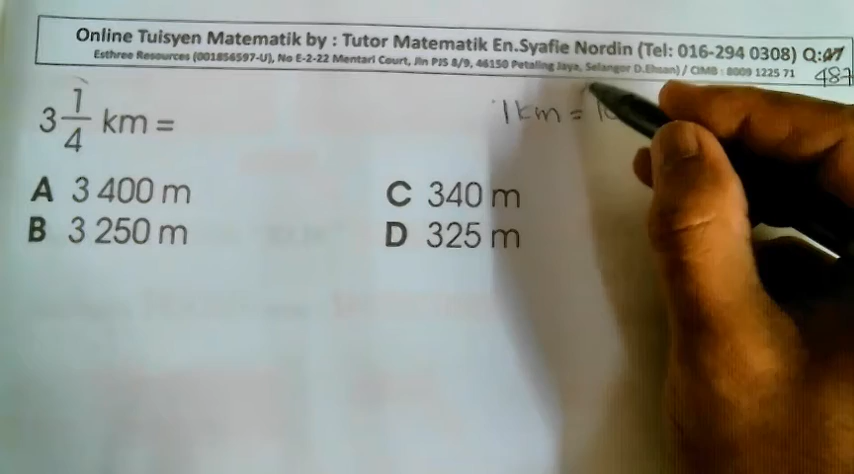 Online Tuisyen Matematik by : Tutor Matematik En.Syafie Nordin (Tel: 016-294 0308) Q:
Esthree Resources (001856597-U), No E-2-22 Mentari Court, Jln PJS 8/9, 46150 Petaling Jaya, Selangor D.Ehsan) / CIMB : 8009 1225 71
487
3 1/4 km =
1 km = 10
A 3 400 m
C 340 m
B 3 250 m
D 325 m